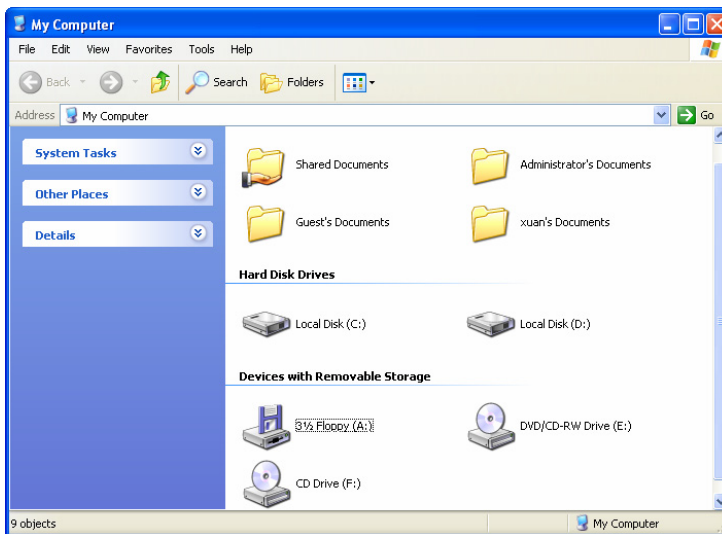 My Computer
File Edit View Favorites Tools Help
Back Search Folders
Address My Computer Go
System Tasks
Other Places
Details
Shared Documents Administrator's Documents
Guest's Documents xuan's Documents
Hard Disk Drives
Local Disk (C:) Local Disk (D:)
Devices with Removable Storage
3½ Floppy (A:) DVD/CD-RW Drive (E:)
CD Drive (F:)
9 objects My Computer